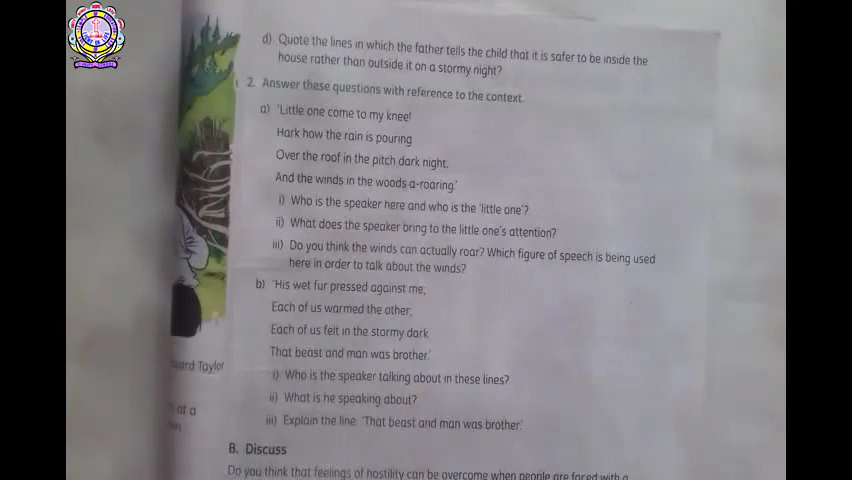 d) Quote the lines in which the father tells the child that it is safer to be inside the
house rather than outside it on a stormy night?
2. Answer these questions with reference to the context.
a) 'Little one come to my knee!
Hark how the rain is pouring
Over the roof in the pitch dark night,
And the winds in the woods a-roaring.'
i) Who is the speaker here and who is the 'little one'?
ii) What does the speaker bring to the little one's attention?
iii) Do you think the winds can actually roar? Which figure of speech is being used
here in order to talk about the winds?
b) 'His wet fur pressed against me;
Each of us warmed the other,
Each of us felt in the stormy dark
That beast and man was brother.'
i) Who is the speaker talking about in these lines?
ii) What is he speaking about?
iii) Explain the line: 'That beast and man was brother.'
ward Taylor
at a
B. Discuss
Do you think that feelings of hostility can be overcome when people are faced with a